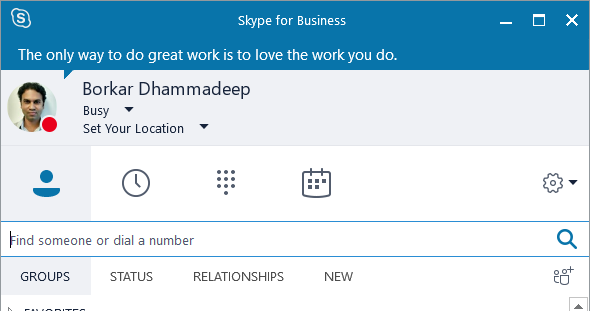 Skype for Business
The only way to do great work is to love the work you do.
Borkar Dhammadeep
Busy
Set Your Location
Find someone or dial a number
GROUPS STATUS RELATIONSHIPS NEW
FAVORITES